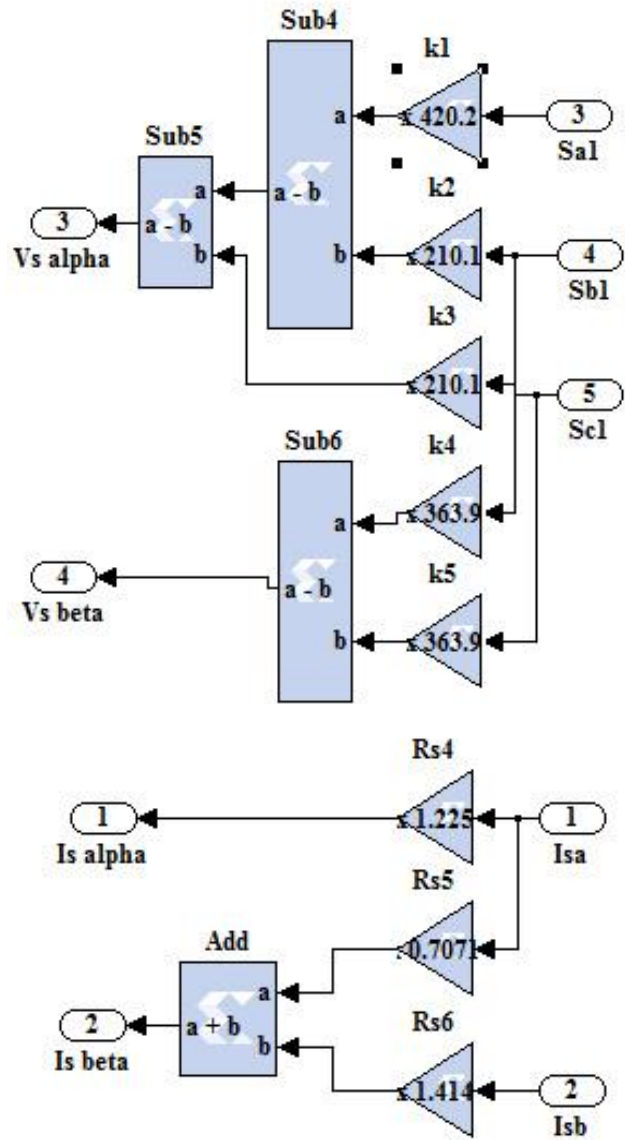 Sub4
k1
a
x 420.2
3
Sa1
Sub5
a
a - b
k2
3
a - b
Vs alpha
b
b
x 210.1
4
Sb1
k3
x 210.1
5
Sc1
Sub6
k4
a
x 363.9
4
a - b
k5
Vs beta
b
x 363.9
Rs4
1
x 1.225
1
Is alpha
Isa
Rs5
Add
0.7071
a
2
a + b
Rs6
Is beta
b
x 1.414
2
Isb